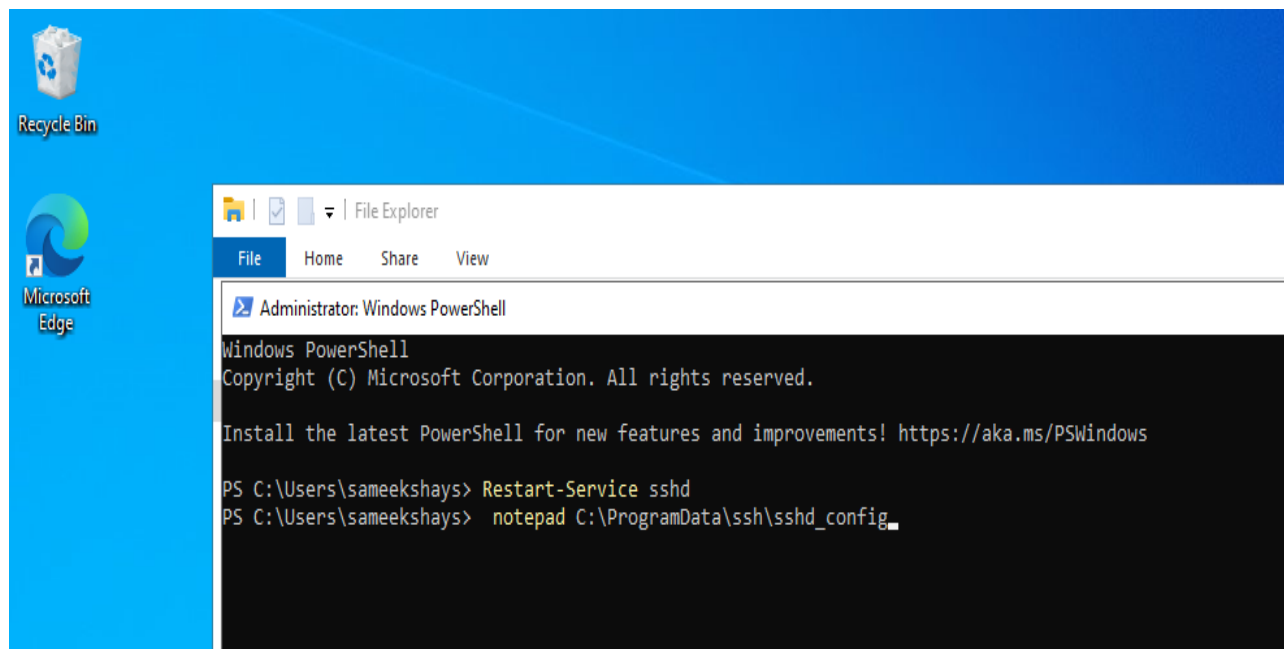 Recycle Bin
Microsoft
Edge
File Explorer
File
Home
Share
View
Administrator: Windows PowerShell
Windows PowerShell
Copyright (C) Microsoft Corporation. All rights reserved.
Install the latest PowerShell for new features and improvements! https://aka.ms/PSWindows
PS C:\Users\sameekshays> Restart-Service sshd
PS C:\Users\sameekshays>  notepad C:\ProgramData\ssh\sshd_config